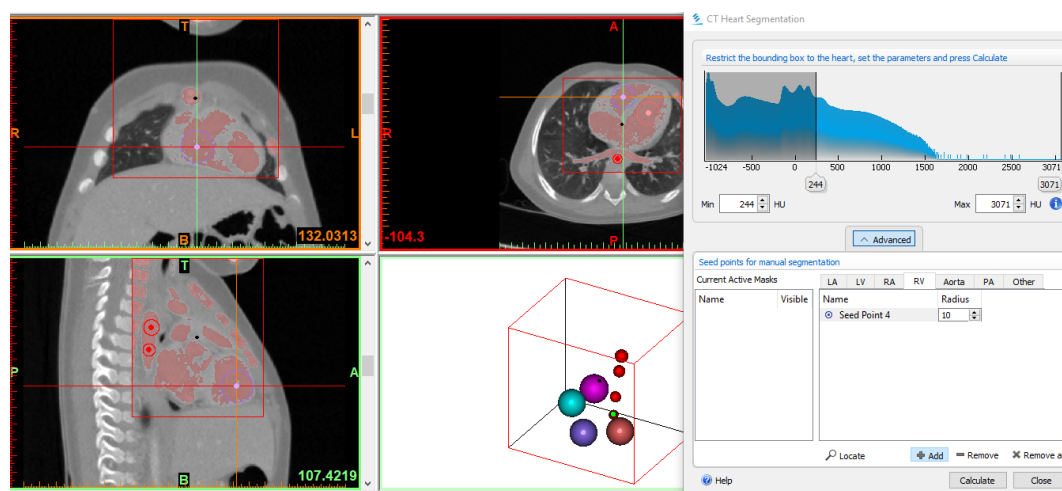 T
R
L
B
132.0313
A
R
-104.3
P
T
P
A
B
107.4219
CT Heart Segmentation
Restrict the bounding box to the heart, set the parameters and press Calculate
-1024 -500 0 500 1000 1500 2000 2500 3071
244 3071
Min 244 HU Max 3071 HU
Advanced
Seed points for manual segmentation
Current Active Masks LA LV RA RV Aorta PA Other
Name Visible Name Radius
Seed Point 4 10
Locate Add Remove Remove a
Help Calculate Close